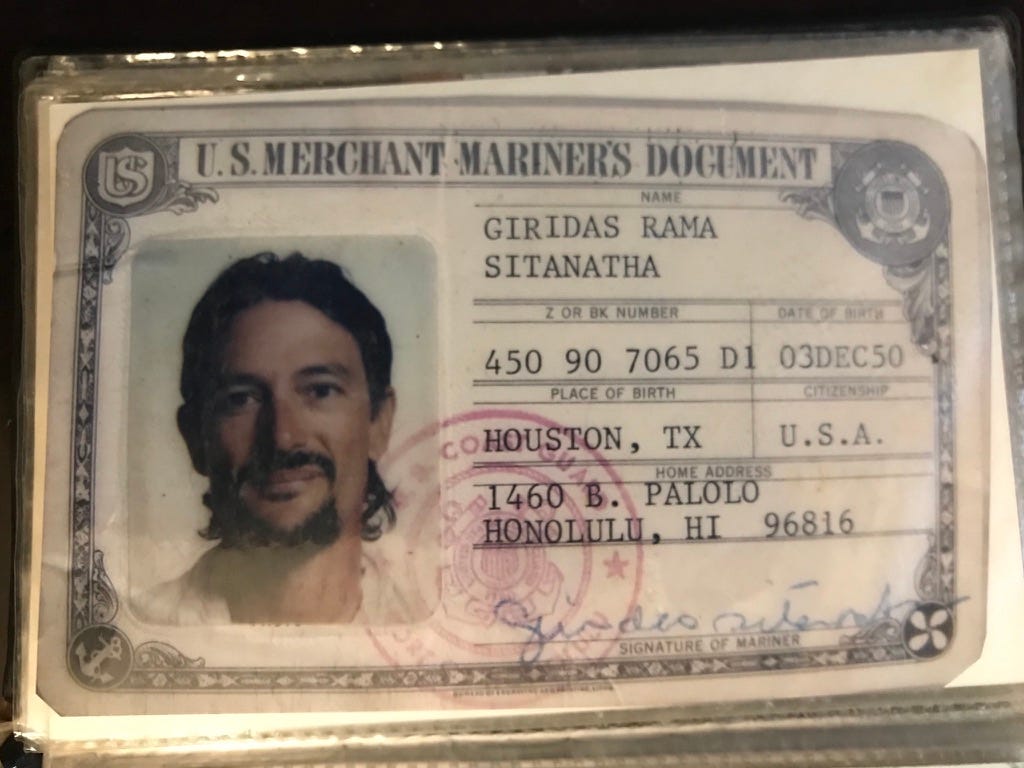 U.S. MERCHANT MARINER'S DOCUMENT
US
NAME
GIRIDAS RAMA
SITANATHA
Z OR BK NUMBER DATE OF BIRTH
450 90 7065 D1 03DEC50
PLACE OF BIRTH CITIZENSHIP
HOUSTON, TX U.S.A.
HOME ADDRESS
1460 B. PALOLO
HONOLULU, HI 96816
SIGNATURE OF MARINER